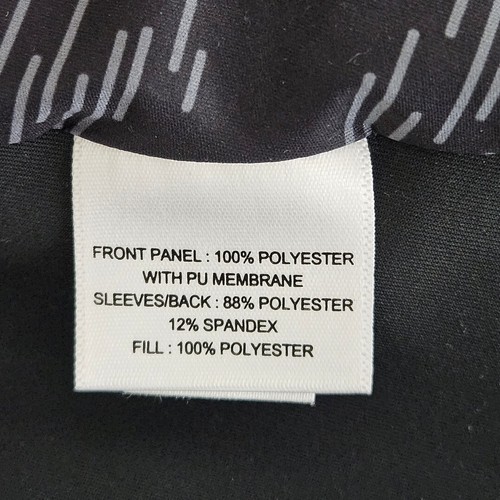 FRONT PANEL : 100% POLYESTER
WITH PU MEMBRANE
SLEEVES/BACK : 88% POLYESTER
12% SPANDEX
FILL : 100% POLYESTER